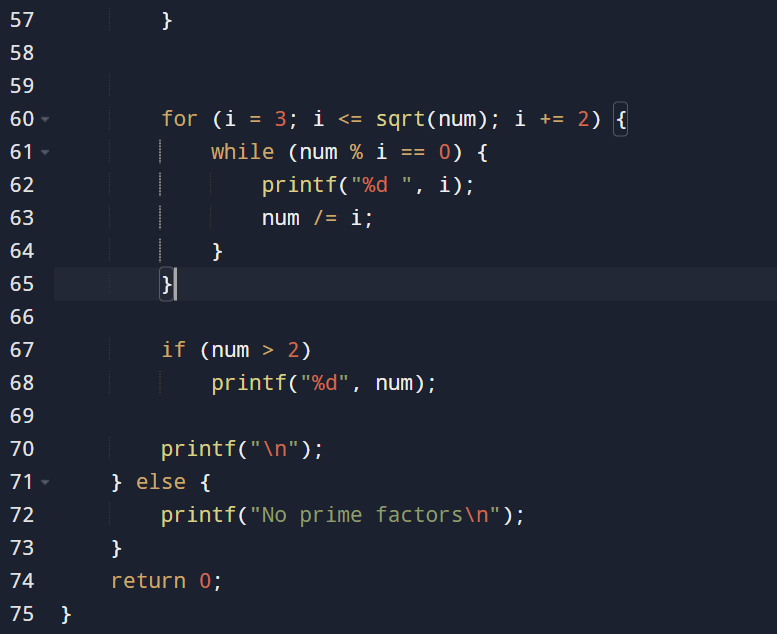 57         }
58
59
60         for (i = 3; i <= sqrt(num); i += 2) {
61             while (num % i == 0) {
62                 printf("%d ", i);
63                 num /= i;
64             }
65         }
66
67         if (num > 2)
68             printf("%d", num);
69
70         printf("\n");
71     } else {
72         printf("No prime factors\n");
73     }
74     return 0;
75 }